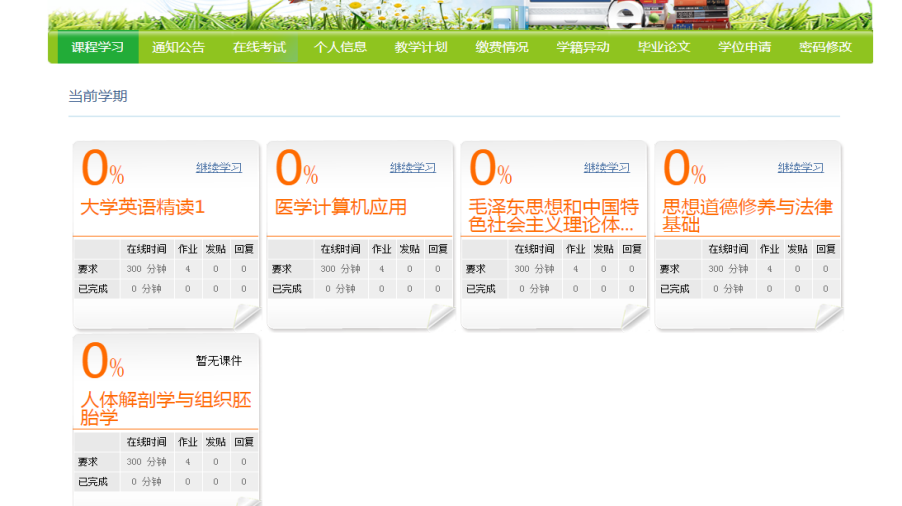 课程学习 通知公告 在线考试 个人信息 教学计划 缴费情况 学籍异动 毕业论文 学位申请 密码修改
当前学期
0% 继续学习
大学英语精读1
在线时间 作业 发贴 回复
要求 300 分钟 4 0 0
已完成 0 分钟 0 0 0
0% 继续学习
医学计算机应用
在线时间 作业 发贴 回复
要求 300 分钟 4 0 0
已完成 0 分钟 0 0 0
0% 继续学习
毛泽东思想和中国特
色社会主义理论体...
在线时间 作业 发贴 回复
要求 300 分钟 4 0 0
已完成 0 分钟 0 0 0
0% 继续学习
思想道德修养与法律
基础
在线时间 作业 发贴 回复
要求 300 分钟 4 0 0
已完成 0 分钟 0 0 0
0% 暂无课件
人体解剖学与组织胚
胎学
在线时间 作业 发贴 回复
要求 300 分钟 4 0 0
已完成 0 分钟 0 0 0